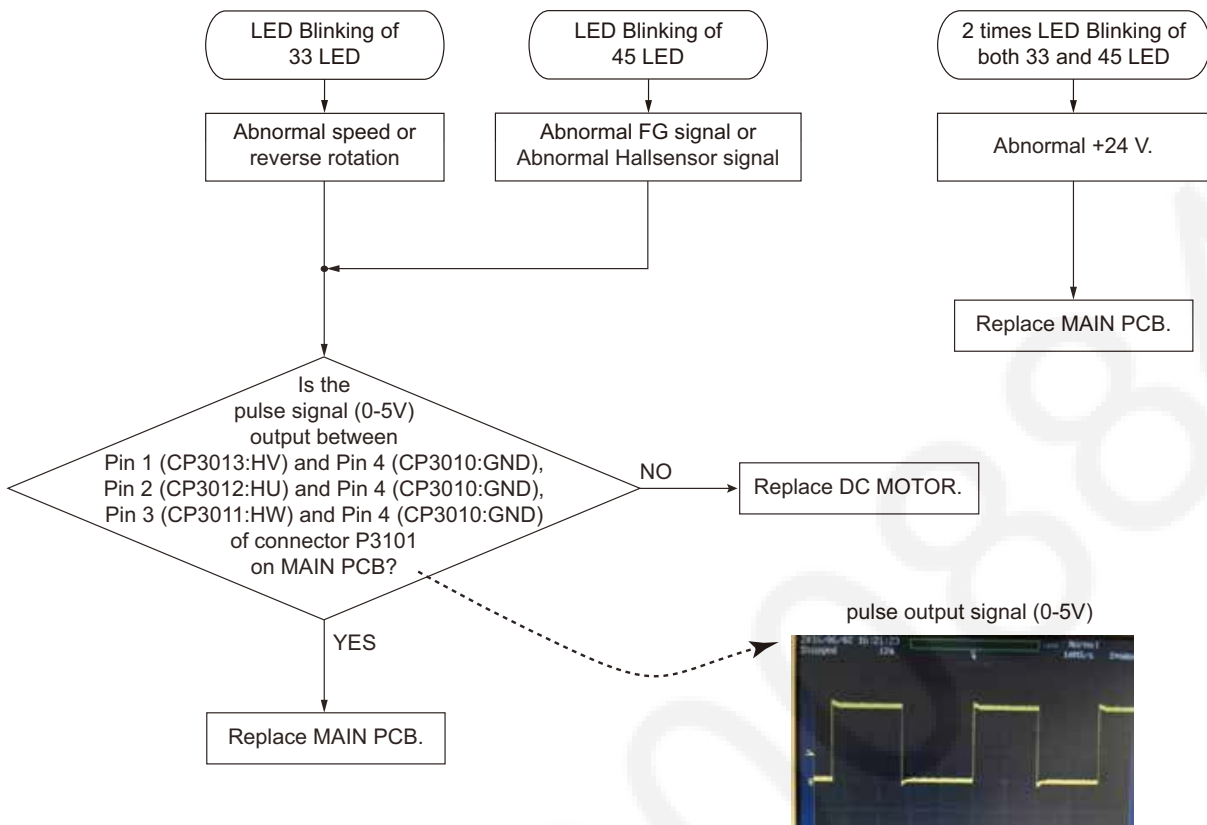 LED Blinking of
33 LED
LED Blinking of
45 LED
2 times LED Blinking of
both 33 and 45 LED
Abnormal speed or
reverse rotation
Abnormal FG signal or
Abnormal Hallsensor signal
Abnormal +24 V.
Replace MAIN PCB.
Is the
pulse signal (0-5V)
output between
Pin 1 (CP3013:HV) and Pin 4 (CP3010:GND),
Pin 2 (CP3012:HU) and Pin 4 (CP3010:GND),
Pin 3 (CP3011:HW) and Pin 4 (CP3010:GND)
of connector P3101
on MAIN PCB?
NO
Replace DC MOTOR.
YES
Replace MAIN PCB.
pulse output signal (0-5V)
Stopped
Normal